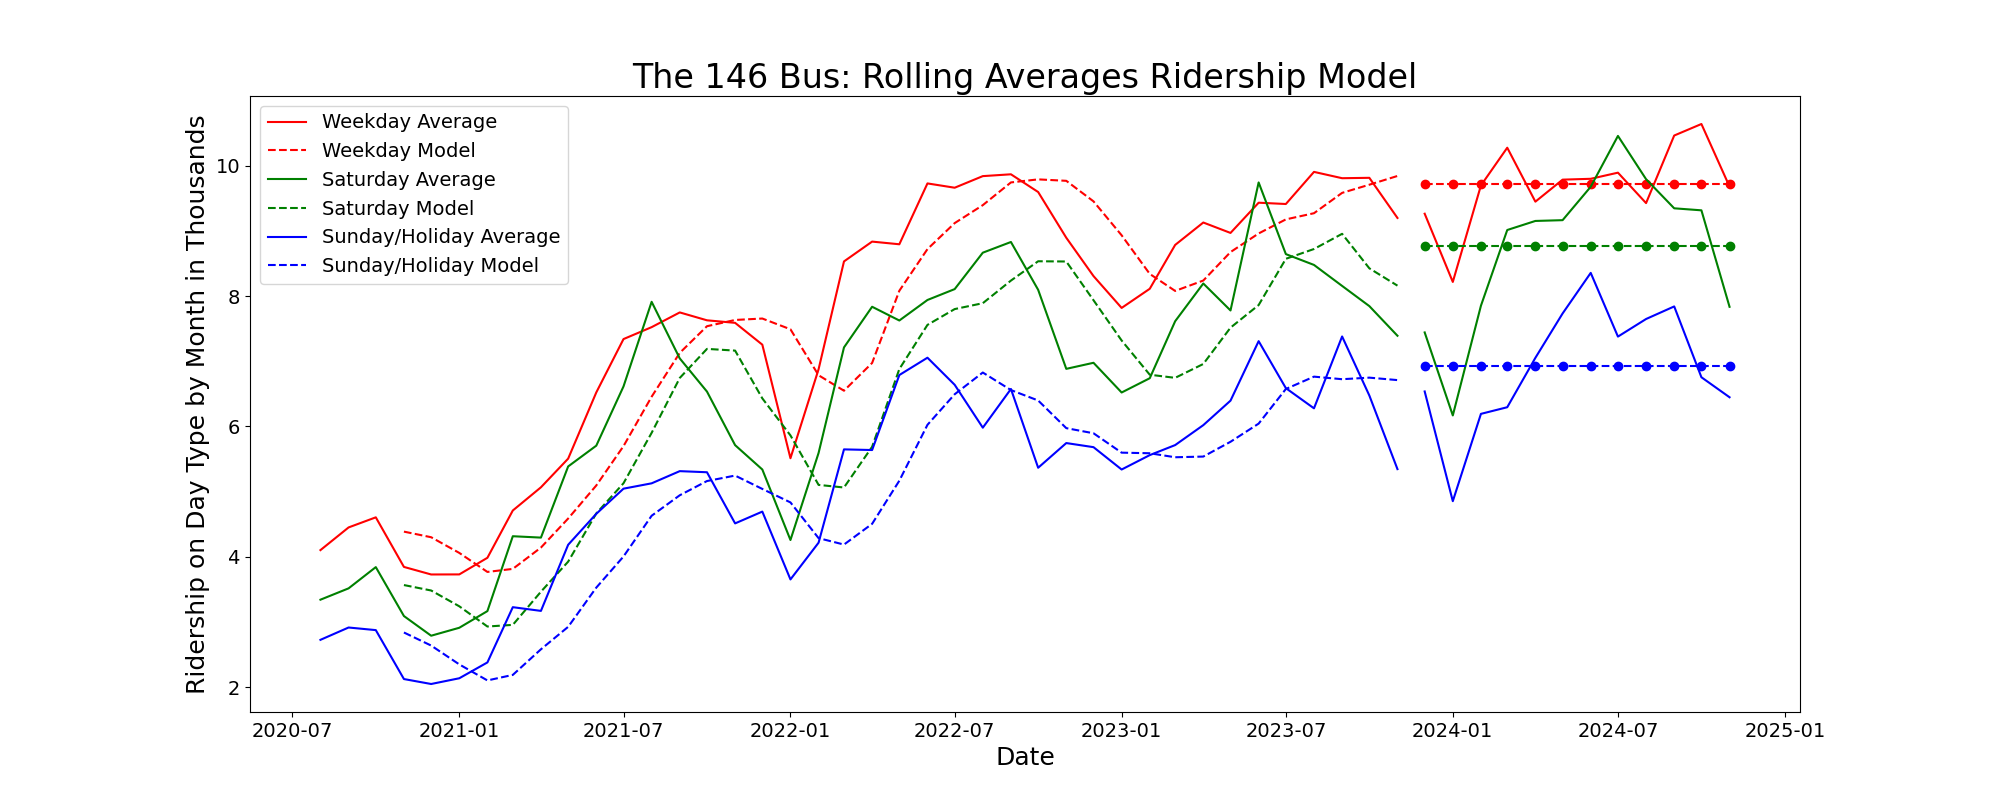 The 146 Bus: Rolling Averages Ridership Model
Weekday Average
Weekday Model
Saturday Average
Saturday Model
Sunday/Holiday Average
Sunday/Holiday Model
Ridership on Day Type by Month in Thousands
10
8
6
4
2
2020-07
2021-01
2021-07
2022-01
2022-07
2023-01
2023-07
2024-01
2024-07
2025-01
Date